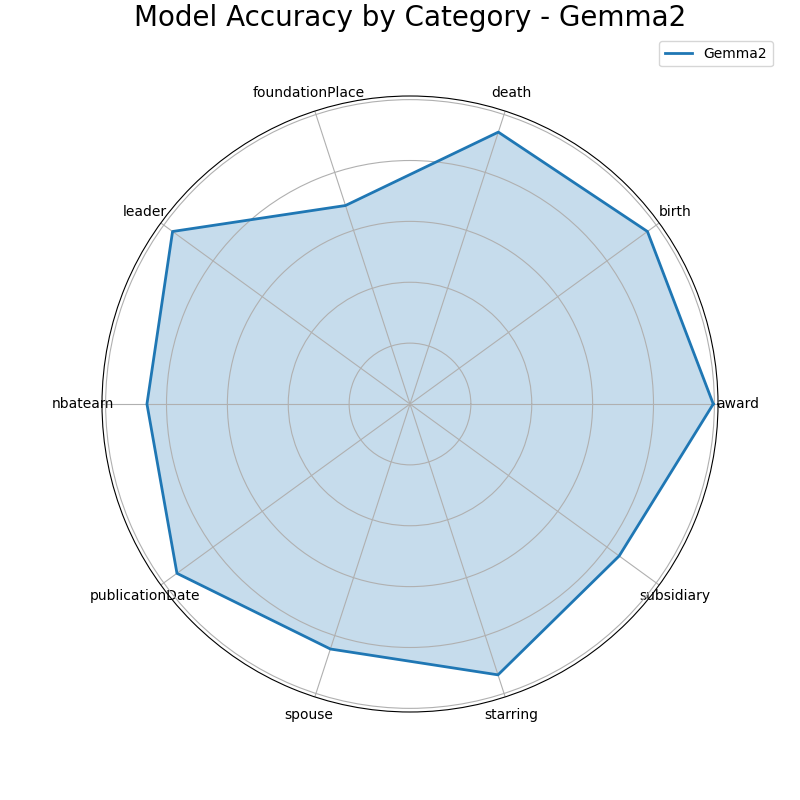 Model Accuracy by Category - Gemma2
Gemma2
foundationPlace
death
leader
birth
nbateam
award
publicationDate
subsidiary
spouse
starring